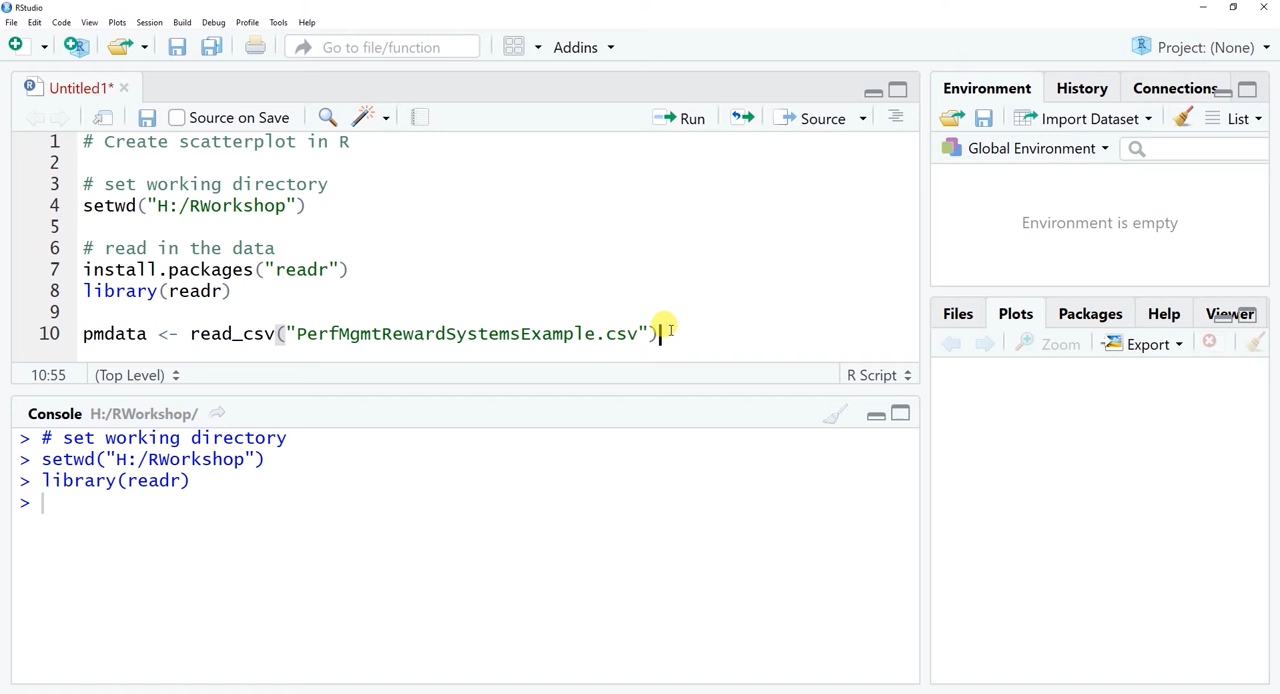 RStudio
File Edit Code View Plots Session Build Debug Profile Tools Help
Go to file/function Addins Project: (None)
Untitled1*
Source on Save Run Source
1 # Create scatterplot in R
2
3 # set working directory
4 setwd("H:/RWorkshop")
5
6 # read in the data
7 install.packages("readr")
8 library(readr)
9
10 pmdata <- read_csv("PerfMgmtRewardSystemsExample.csv")
10:55 (Top Level) R Script
Console H:/RWorkshop/
> # set working directory
> setwd("H:/RWorkshop")
> library(readr)
>
Environment History Connections
Import Dataset List
Global Environment
Environment is empty
Files Plots Packages Help Viewer
Zoom Export